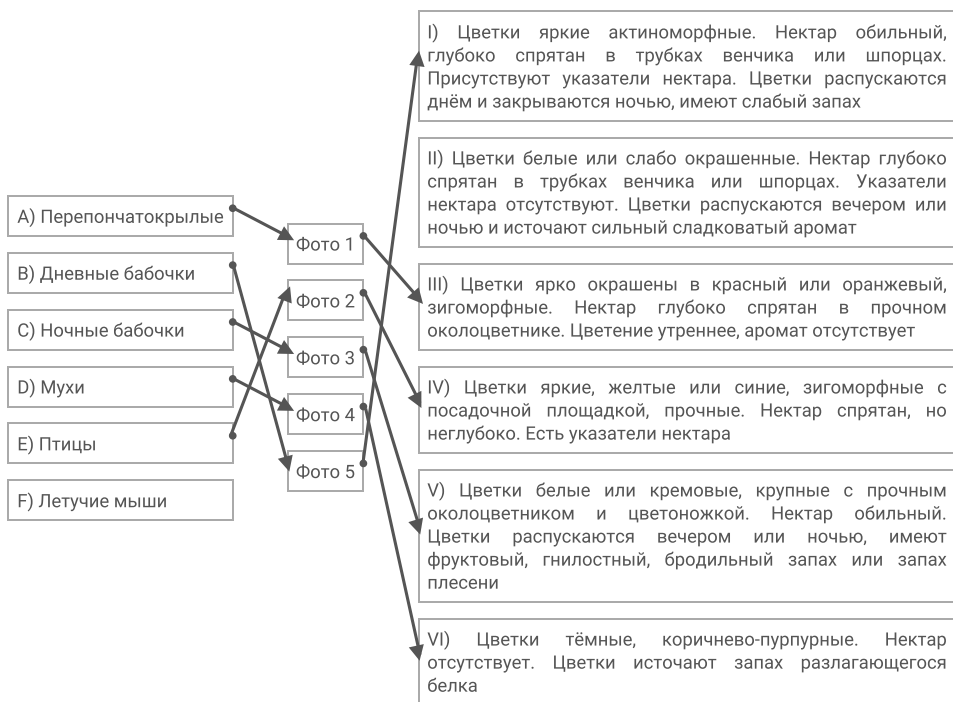 A) Перепончатокрылые
B) Дневные бабочки
C) Ночные бабочки
D) Мухи
E) Птицы
F) Летучие мыши
Фото 1
Фото 2
Фото 3
Фото 4
Фото 5
I) Цветки яркие актиноморфные. Нектар обильный,
глубоко спрятан в трубках венчика или шпорцах.
Присутствуют указатели нектара. Цветки распускаются
днём и закрываются ночью, имеют слабый запах
II) Цветки белые или слабо окрашенные. Нектар глубоко
спрятан в трубках венчика или шпорцах. Указатели
нектара отсутствуют. Цветки распускаются вечером или
ночью и источают сильный сладковатый аромат
III) Цветки ярко окрашены в красный или оранжевый,
зигоморфные. Нектар глубоко спрятан в прочном
околоцветнике. Цветение утреннее, аромат отсутствует
IV) Цветки яркие, желтые или синие, зигоморфные с
посадочной площадкой, прочные. Нектар спрятан, но
неглубоко. Есть указатели нектара
V) Цветки белые или кремовые, крупные с прочным
околоцветником и цветоножкой. Нектар обильный.
Цветки распускаются вечером или ночью, имеют
фруктовый, гнилостный, бродильный запах или запах
плесени
VI) Цветки тёмные, коричнево-пурпурные. Нектар
отсутствует. Цветки источают запах разлагающегося
белка